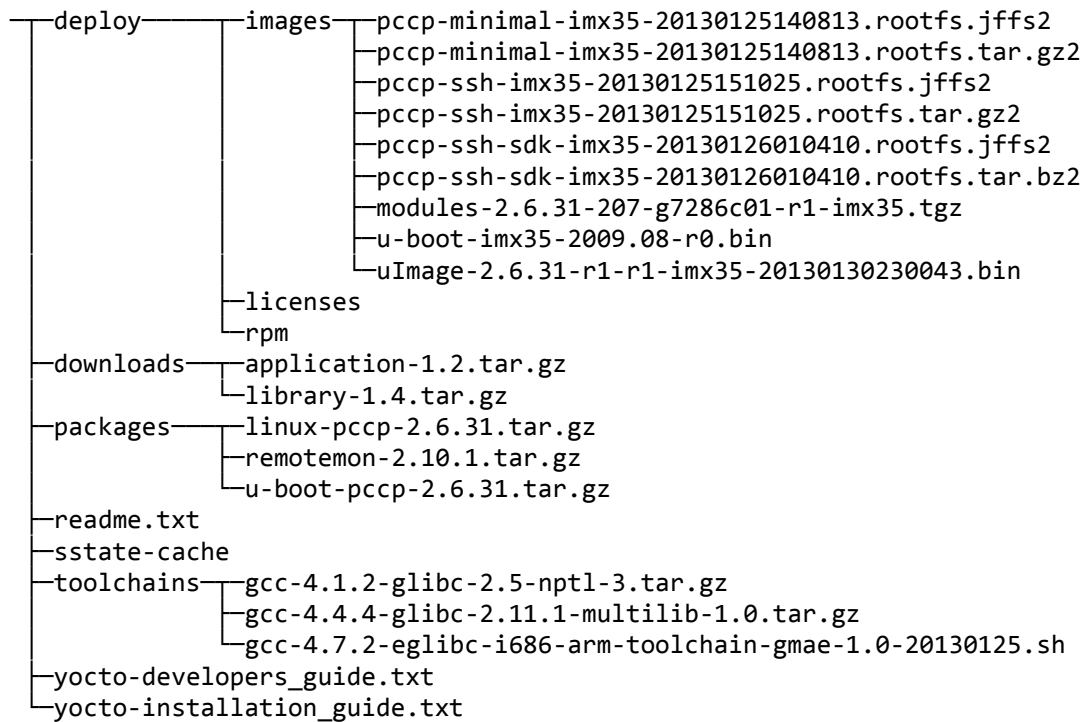 deploy images pccp-minimal-imx35-20130125140813.rootfs.jffs2
pccp-minimal-imx35-20130125140813.rootfs.tar.gz2
pccp-ssh-imx35-20130125151025.rootfs.jffs2
pccp-ssh-imx35-20130125151025.rootfs.tar.gz2
pccp-ssh-sdk-imx35-20130126010410.rootfs.jffs2
pccp-ssh-sdk-imx35-20130126010410.rootfs.tar.bz2
modules-2.6.31-207-g7286c01-r1-imx35.tgz
u-boot-imx35-2009.08-r0.bin
uImage-2.6.31-r1-r1-imx35-20130130230043.bin
licenses
rpm
downloads application-1.2.tar.gz
library-1.4.tar.gz
packages linux-pccp-2.6.31.tar.gz
remotemon-2.10.1.tar.gz
u-boot-pccp-2.6.31.tar.gz
readme.txt
sstate-cache
toolchains gcc-4.1.2-glibc-2.5-nptl-3.tar.gz
gcc-4.4.4-glibc-2.11.1-multilib-1.0.tar.gz
gcc-4.7.2-eglibc-i686-arm-toolchain-gmae-1.0-20130125.sh
yocto-developers_guide.txt
yocto-installation_guide.txt